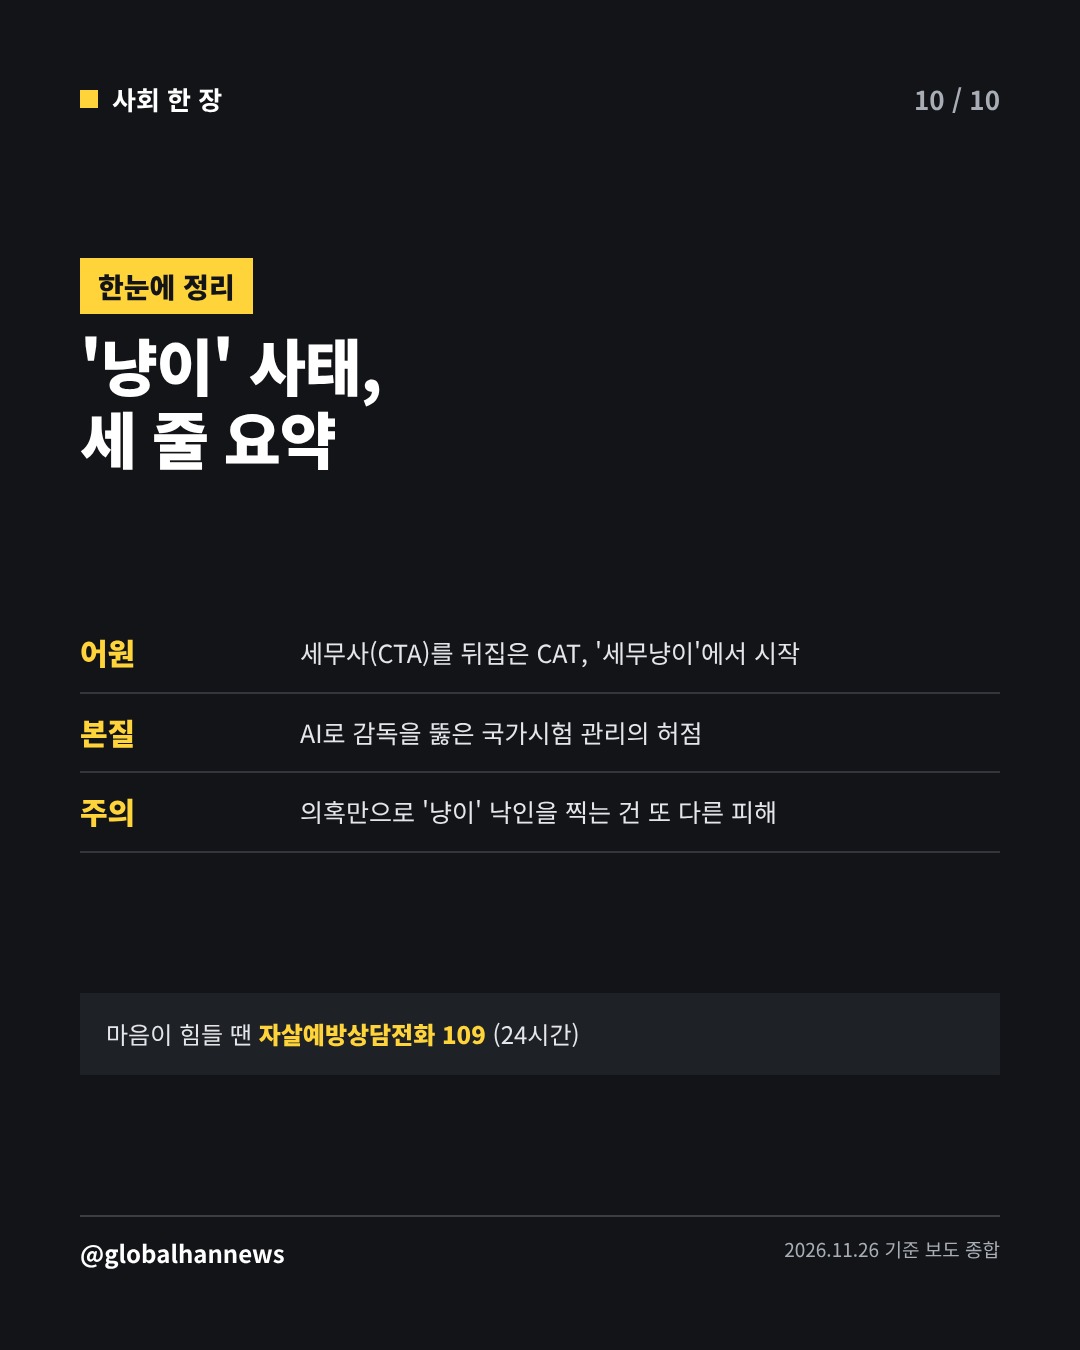 사회 한 장
10 / 10
한눈에 정리
'냥이' 사태,
세 줄 요약
어원 세무사(CTA)를 뒤집은 CAT, '세무냥이'에서 시작
본질 AI로 감독을 뚫은 국가시험 관리의 허점
주의 의혹만으로 '냥이' 낙인을 찍는 건 또 다른 피해
마음이 힘들 땐 자살예방상담전화 109 (24시간)
@globalhannews
2026.11.26 기준 보도 종합